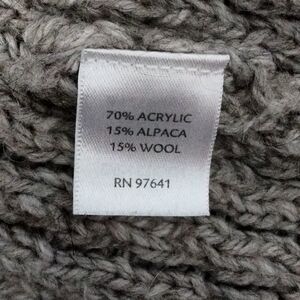 70% ACRYLIC
15% ALPACA
15% WOOL
RN 97641